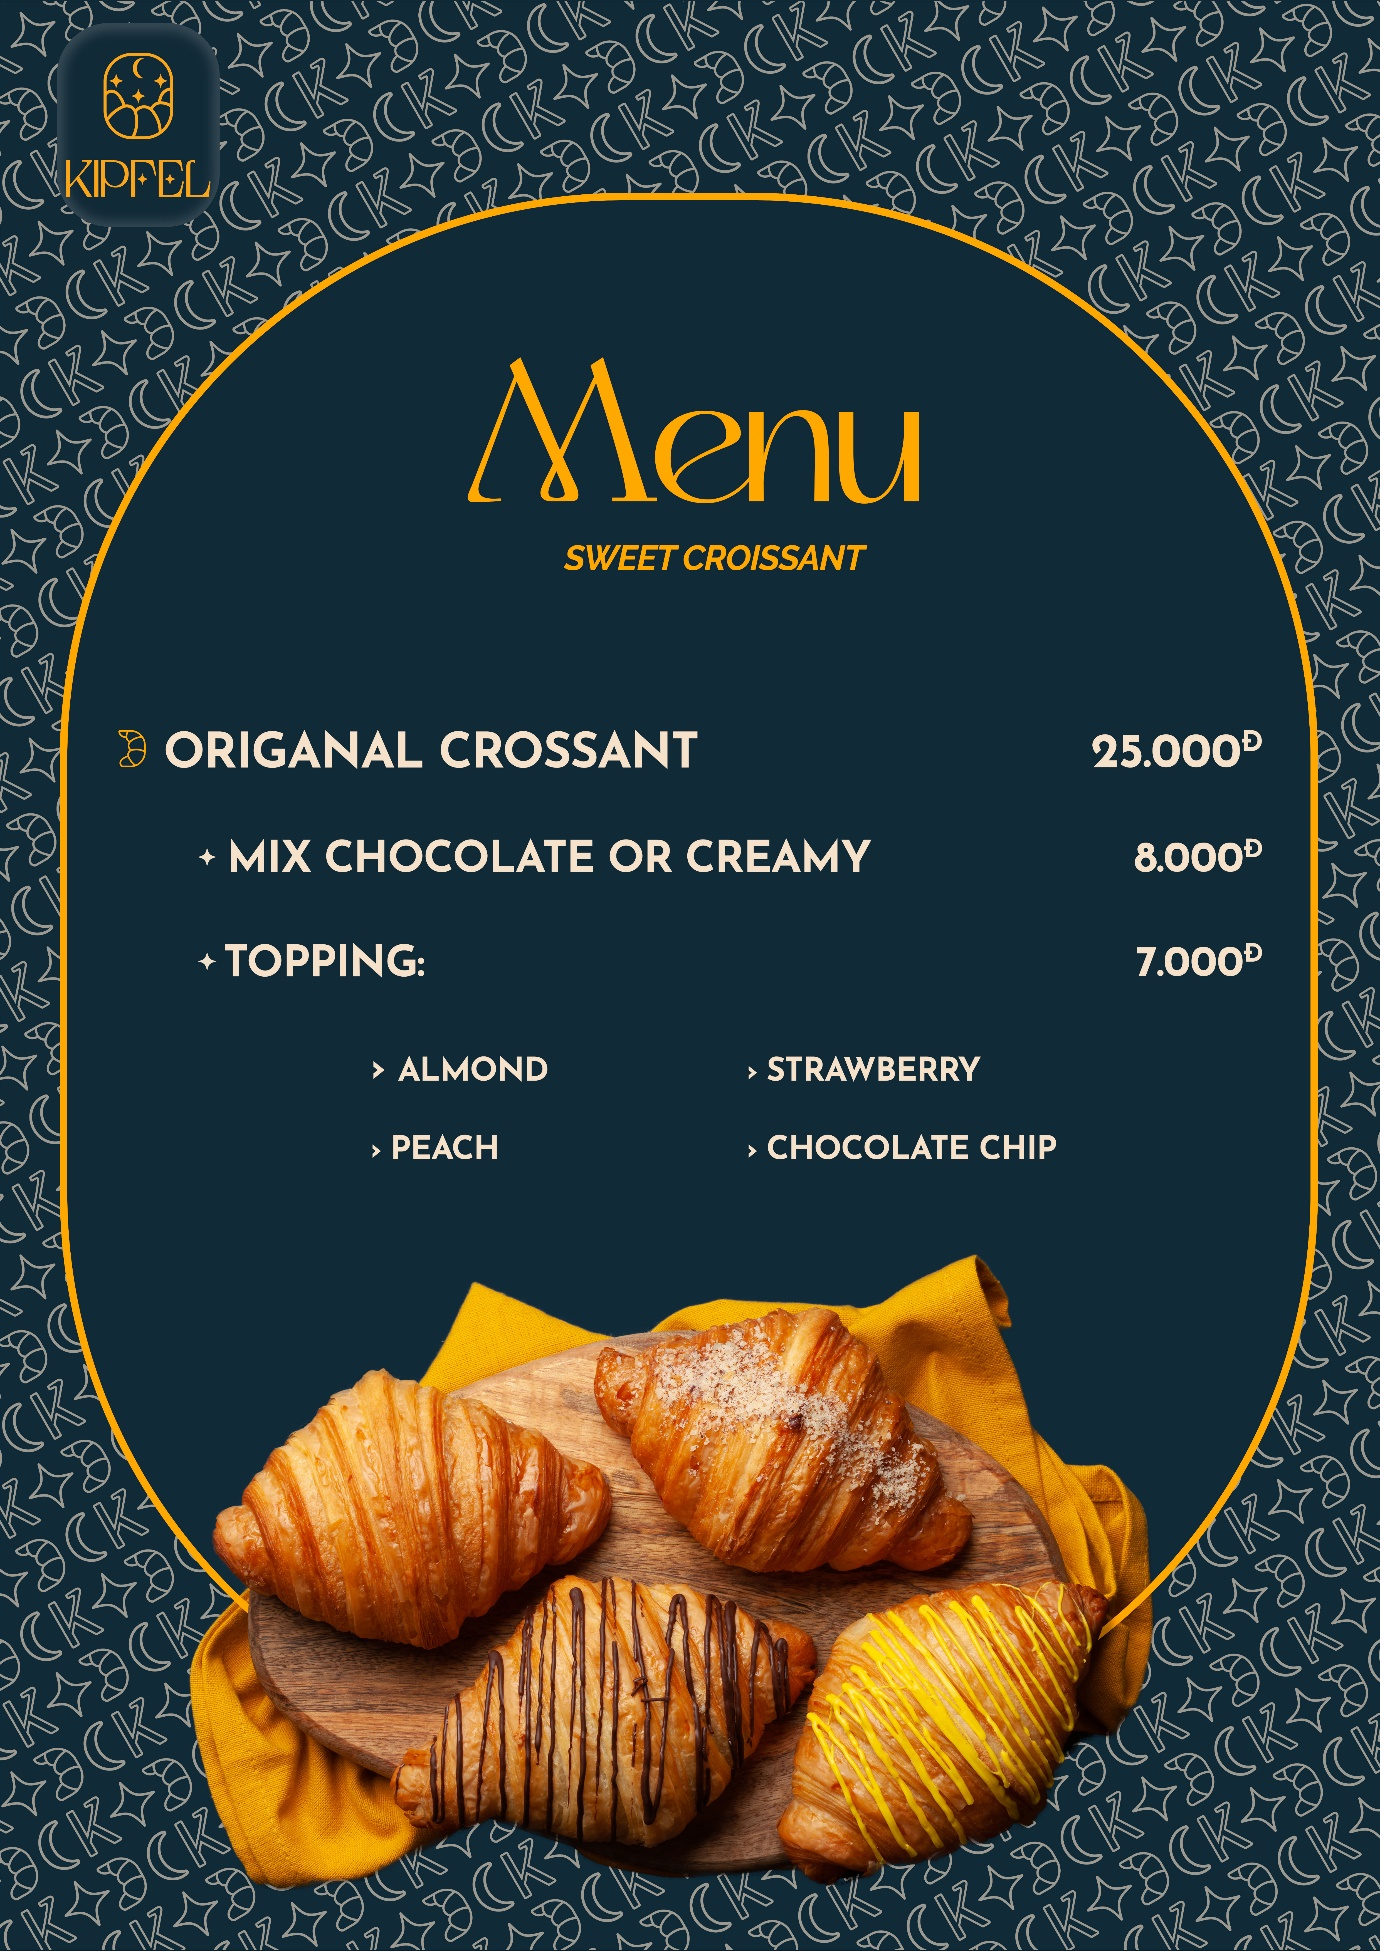 KIPFEL
Menu
SWEET CROISSANT
ORIGANAL CROSSANT 25.000Đ
✦ MIX CHOCOLATE OR CREAMY 8.000Đ
✦ TOPPING: 7.000Đ
› ALMOND › STRAWBERRY
› PEACH › CHOCOLATE CHIP